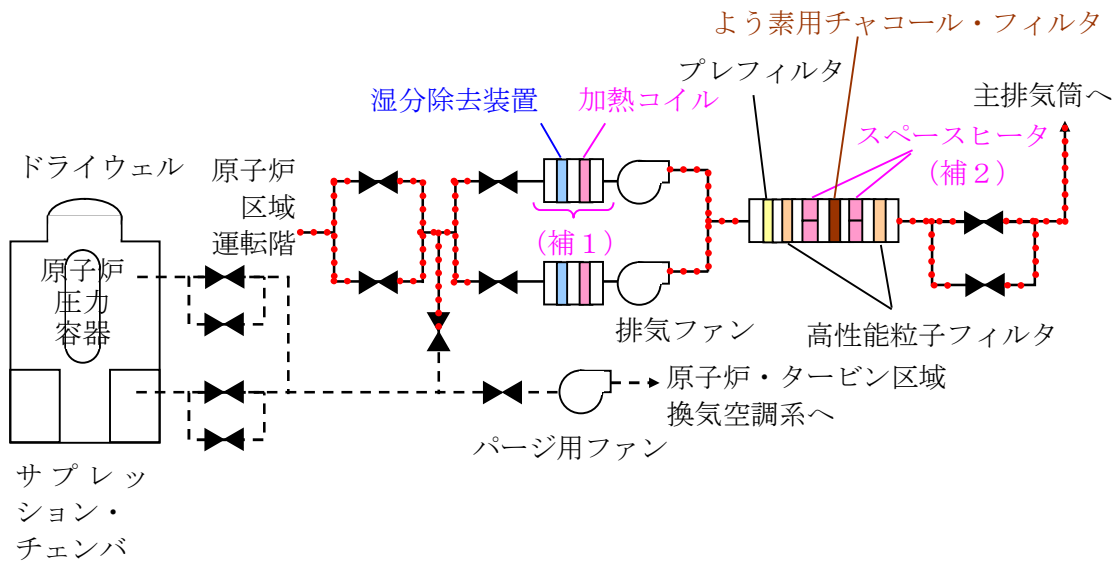 よう素用チャコール・フィルタ
プレフィルタ
湿分除去装置
加熱コイル
主排気筒へ
スペースヒータ
(補2)
ドライウェル
原子炉
区域
運転階
(補1)
原子炉
圧力
容器
排気ファン
高性能粒子フィルタ
原子炉・タービン区域
換気空調系へ
パージ用ファン
サプレッ
ション・
チェンバ